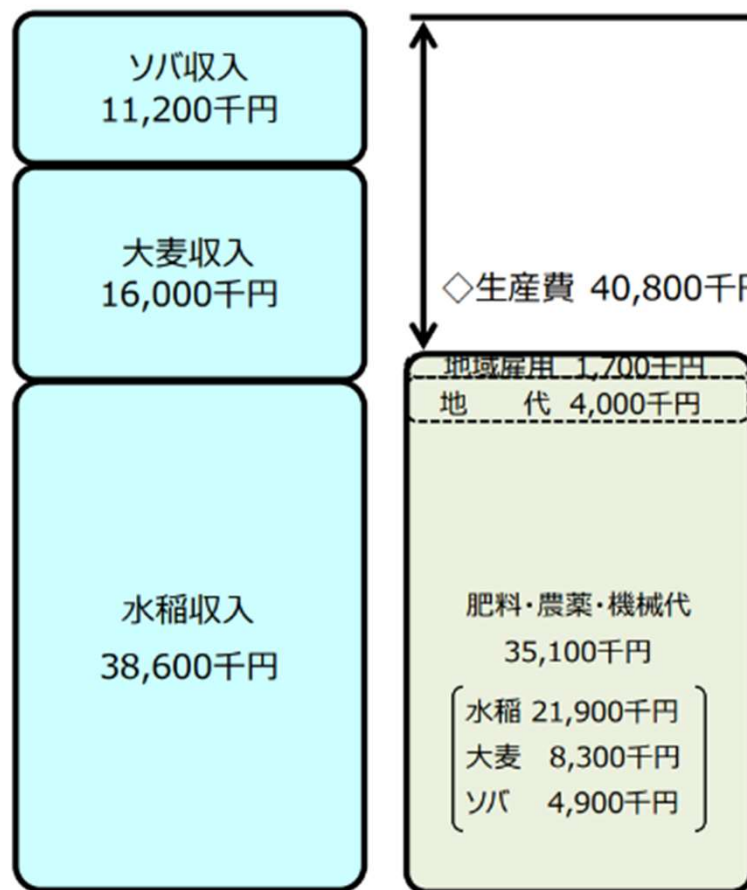 ソバ収入
11,200千円
大麦収入
16,000千円
水稲収入
38,600千円
◇生産費 40,800千円
地域雇用 1,700千円
地 代 4,000千円
肥料・農薬・機械代
35,100千円
水稲 21,900千円
大麦 8,300千円
ソバ 4,900千円